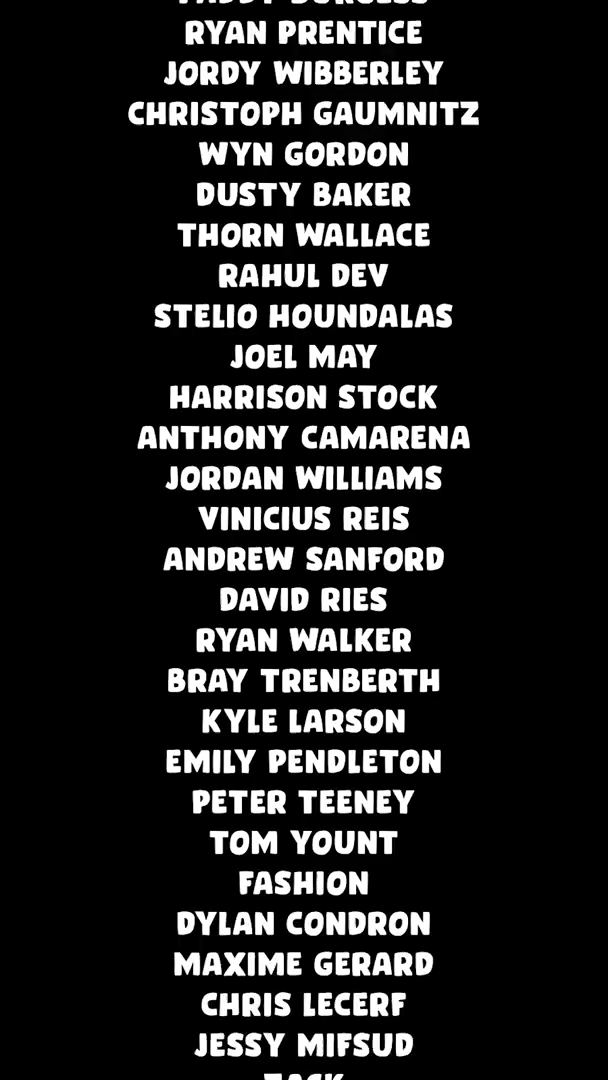 RYAN PRENTICE
JORDY WIBBERLEY
CHRISTOPH GAUMNITZ
WYN GORDON
DUSTY BAKER
THORN WALLACE
RAHUL DEV
STELIO HOUNDALAS
JOEL MAY
HARRISON STOCK
ANTHONY CAMARENA
JORDAN WILLIAMS
VINICIUS REIS
ANDREW SANFORD
DAVID RIES
RYAN WALKER
BRAY TRENBERTH
KYLE LARSON
EMILY PENDLETON
PETER TEENEY
TOM YOUNT
FASHION
DYLAN CONDRON
MAXIME GERARD
CHRIS LECERF
JESSY MIFSUD